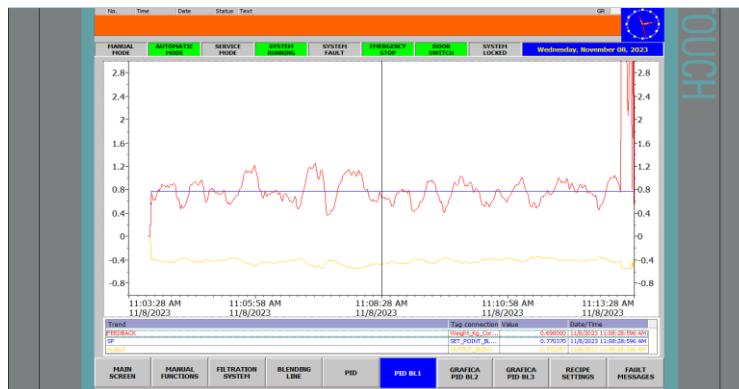 No. Time Date Status Text GR
TOUCH
MANUAL MODE
AUTOMATIC MODE
SERVICE MODE
SYSTEM RUNNING
SYSTEM FAULT
EMERGENCY STOP
DOOR SWITCH
SYSTEM LOCKED
Wednesday, November 08, 2023
2.8 2.8
2.4 2.4
2 2
1.6 1.6
1.2 1.2
0.8 0.8
0.4 0.4
0 0
-0.4 -0.4
-0.8 -0.8
11:03:28 AM 11:05:58 AM 11:08:28 AM 11:10:58 AM 11:13:28 AM
11/8/2023 11/8/2023 11/8/2023 11/8/2023 11/8/2023
Trend Tag connection Value Date/Time
FEEDBACK Weight_Kg_Cor... 0.690000 11/8/2023 11:08:28:596 AM
SP SET_POINT_BL... 0.770370 11/8/2023 11:08:28:596 AM
11/8/2023 11:08:28:596 AM
MAIN SCREEN
MANUAL FUNCTIONS
FILTRATION SYSTEM
BLENDING LINE
PID
PID BL1
GRAFICA PID BL2
GRAFICA PID BL3
RECIPE SETTINGS
FAULT MESSAGES